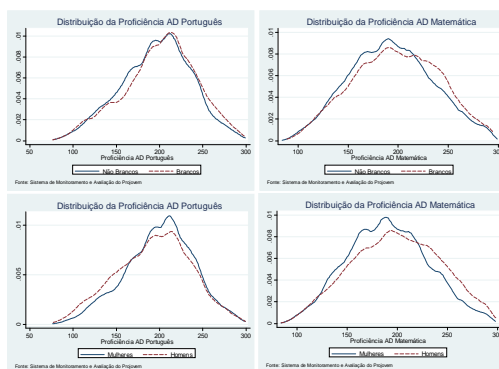 Distribuição da Proficiência AD Português
.01
.008
.006
.004
.002
0
50
100
150
200
250
300
Proficiência AD Português
Não Brancos
Brancos
Fonte: Sistema de Monitoramento e Avaliação do Projovem
Distribuição da Proficiência AD Matemática
.01
.008
.006
.004
.002
0
100
150
200
250
300
Proficiência AD Matemática
Não Brancos
Brancos
Fonte: Sistema de Monitoramento e Avaliação do Projovem
Distribuição da Proficiência AD Português
.01
.005
0
50
100
150
200
250
300
Proficiência AD Português
Mulheres
Homens
Fonte: Sistema de Monitoramento e Avaliação do Projovem
Distribuição da Proficiência AD Matemática
.01
.008
.006
.004
.002
0
100
150
200
250
300
Proficiência AD Matemática
Mulheres
Homens
Fonte: Sistema de Monitoramento e Avaliação do Projovem